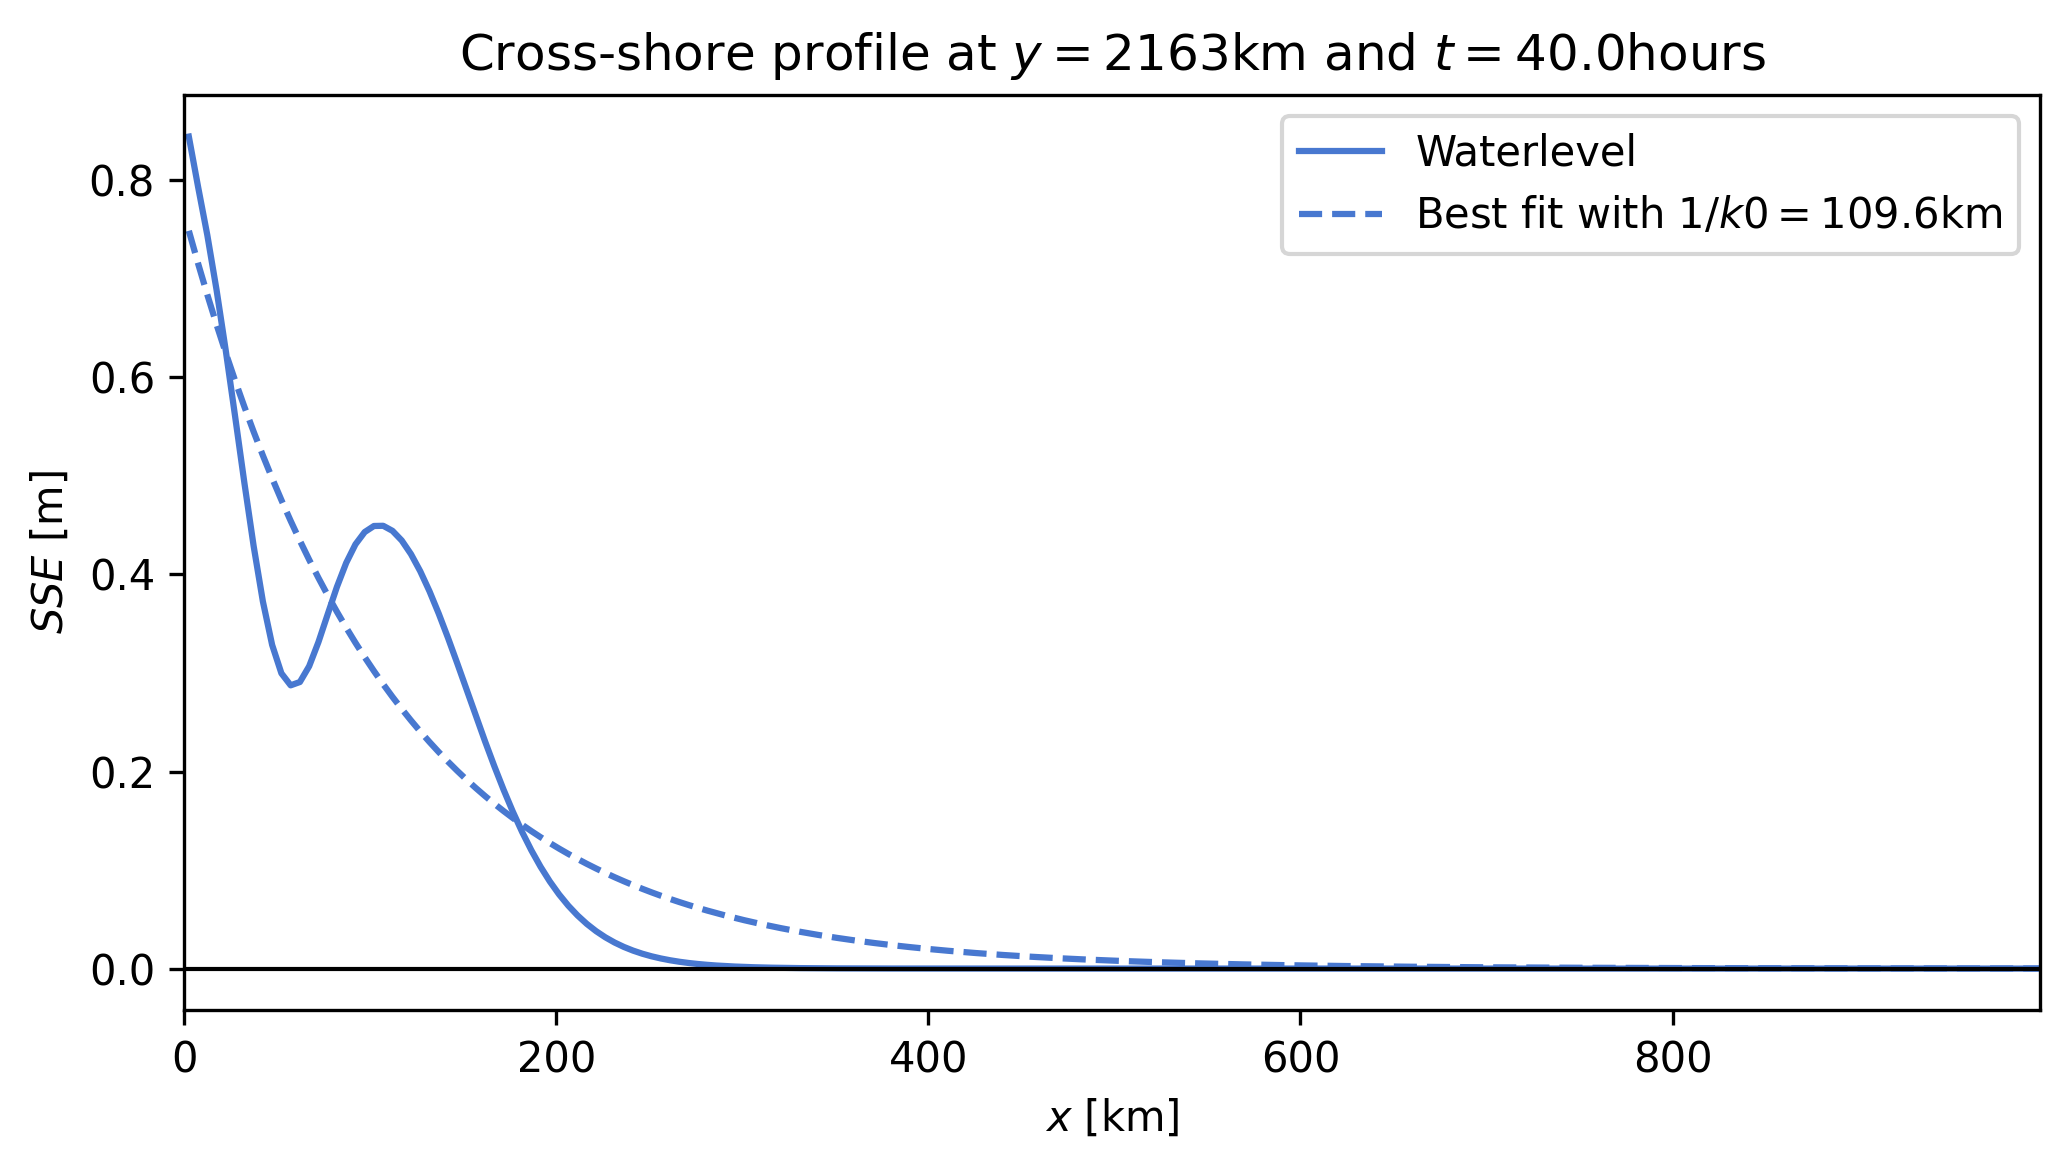 Cross-shore profile at y = 2163km and t = 40.0hours
Waterlevel
Best fit with 1/k0 = 109.6km
SSE [m]
0.8
0.6
0.4
0.2
0.0
0 200 400 600 800
x [km]